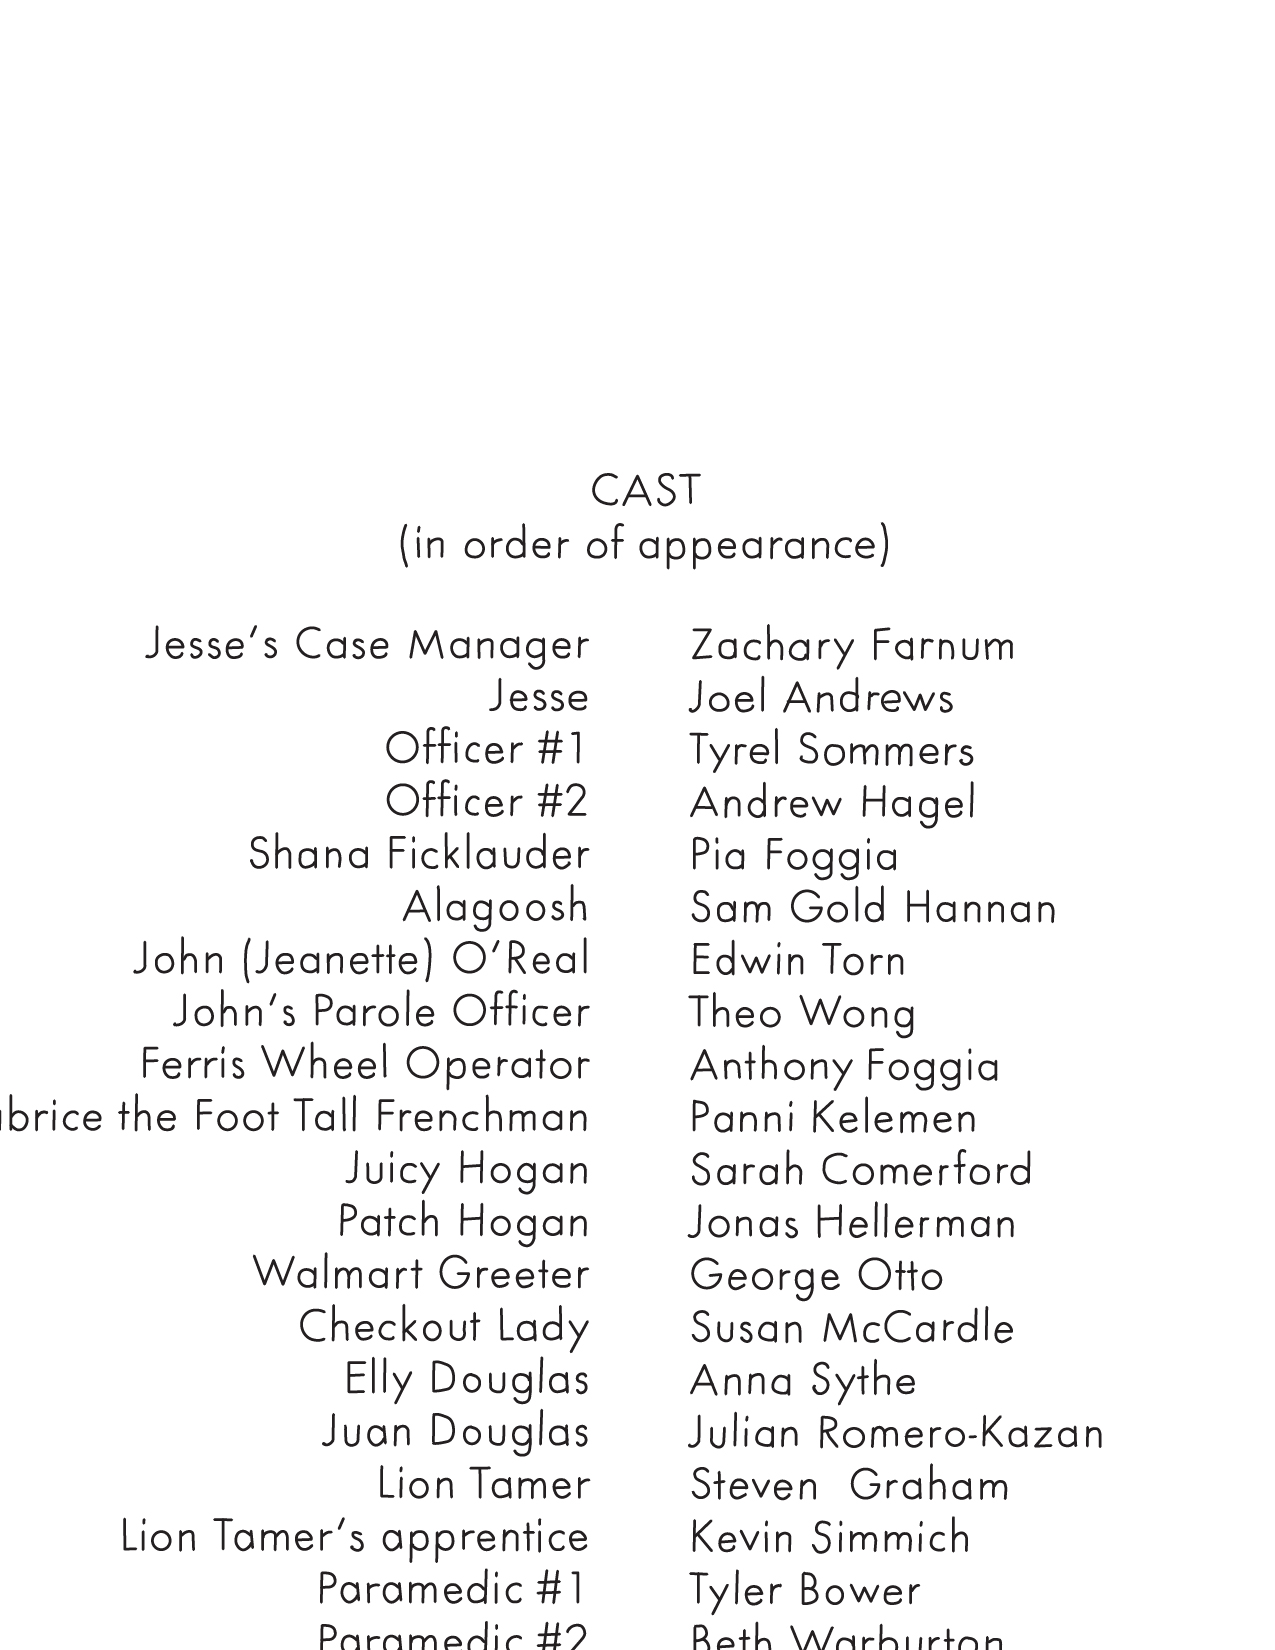 CAST
(in order of appearance)
Jesse's Case Manager Zachary Farnum
Jesse Joel Andrews
Officer #1 Tyrel Sommers
Officer #2 Andrew Hagel
Shana Ficklauder Pia Foggia
Alagoosh Sam Gold Hannan
John (Jeanette) O'Real Edwin Torn
John's Parole Officer Theo Wong
Ferris Wheel Operator Anthony Foggia
the Foot Tall Frenchman Panni Kelemen
Juicy Hogan Sarah Comerford
Patch Hogan Jonas Hellerman
Walmart Greeter George Otto
Checkout Lady Susan McCardle
Elly Douglas Anna Sythe
Juan Douglas Julian Romero-Kazan
Lion Tamer Steven Graham
Lion Tamer's apprentice Kevin Simmich
Paramedic #1 Tyler Bower
Paramedic #2 Beth Warburton